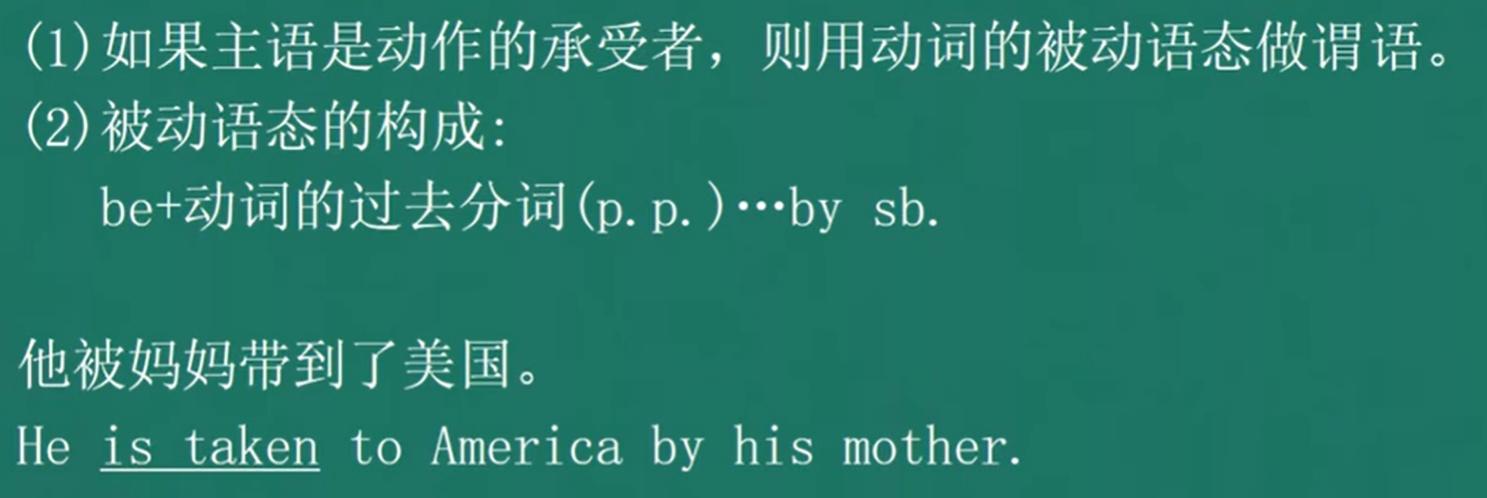 (1)如果主语是动作的承受者，则用动词的被动语态做谓语。
(2)被动语态的构成:
be+动词的过去分词(p.p.)…by sb.
他被妈妈带到了美国。
He is taken to America by his mother.